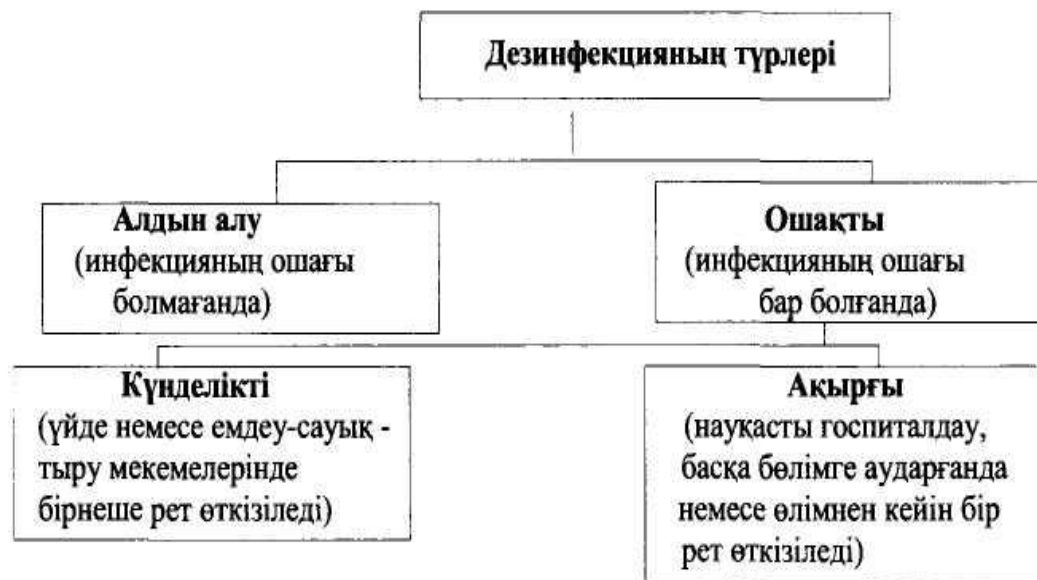 Дезинфекцияның түрлері
Алдын алу
(инфекцияның ошағы
болмағанда)
Ошақты
(инфекцияның ошағы
бар болғанда)
Күнделікті
(үйде немесе емдеу-сауық -
тыру мекемелерінде
бірнеше рет өткізіледі)
Ақырғы
(науқасты госпиталдау,
басқа бөлімге аударғанда
немесе өлімнен кейін бір
рет өткізіледі)